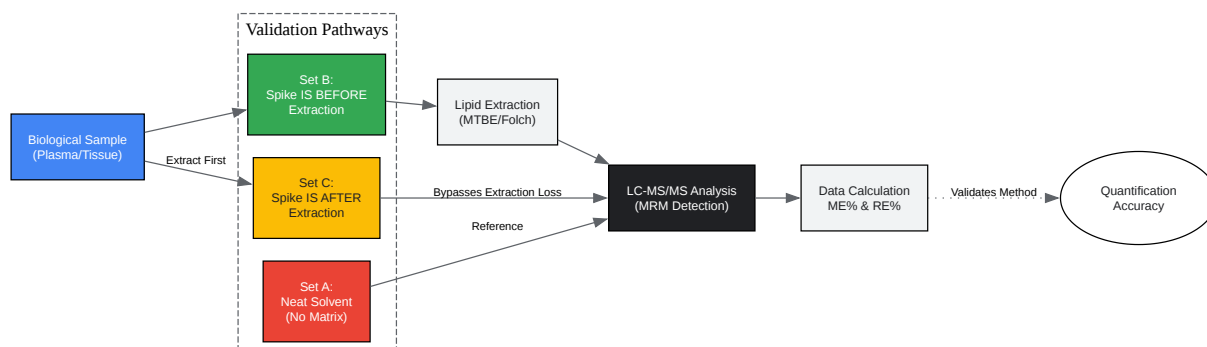 Validation Pathways
Set B:
Spike IS BEFORE
Extraction
Lipid Extraction
(MTBE/Folch)
Biological Sample
(Plasma/Tissue)
Extract First
Set C:
Spike IS AFTER
Extraction
Bypasses Extraction Loss
LC-MS/MS Analysis
(MRM Detection)
Data Calculation
ME% & RE%
Validates Method
Quantification
Accuracy
Reference
Set A:
Neat Solvent
(No Matrix)